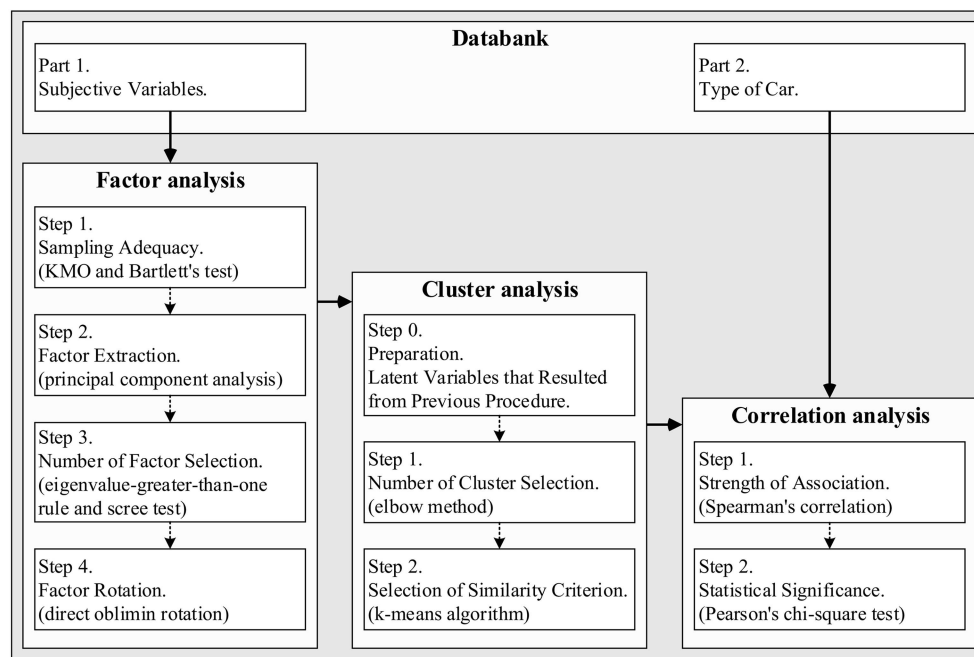 Databank
Part 1.
Subjective Variables.
Part 2.
Type of Car.
Factor analysis
Step 1.
Sampling Adequacy.
(KMO and Bartlett's test)
Step 2.
Factor Extraction.
(principal component analysis)
Step 3.
Number of Factor Selection.
(eigenvalue-greater-than-one
rule and scree test)
Step 4.
Factor Rotation.
(direct oblimin rotation)
Cluster analysis
Step 0.
Preparation.
Latent Variables that Resulted
from Previous Procedure.
Step 1.
Number of Cluster Selection.
(elbow method)
Step 2.
Selection of Similarity Criterion.
(k-means algorithm)
Correlation analysis
Step 1.
Strength of Association.
(Spearman's correlation)
Step 2.
Statistical Significance.
(Pearson's chi-square test)